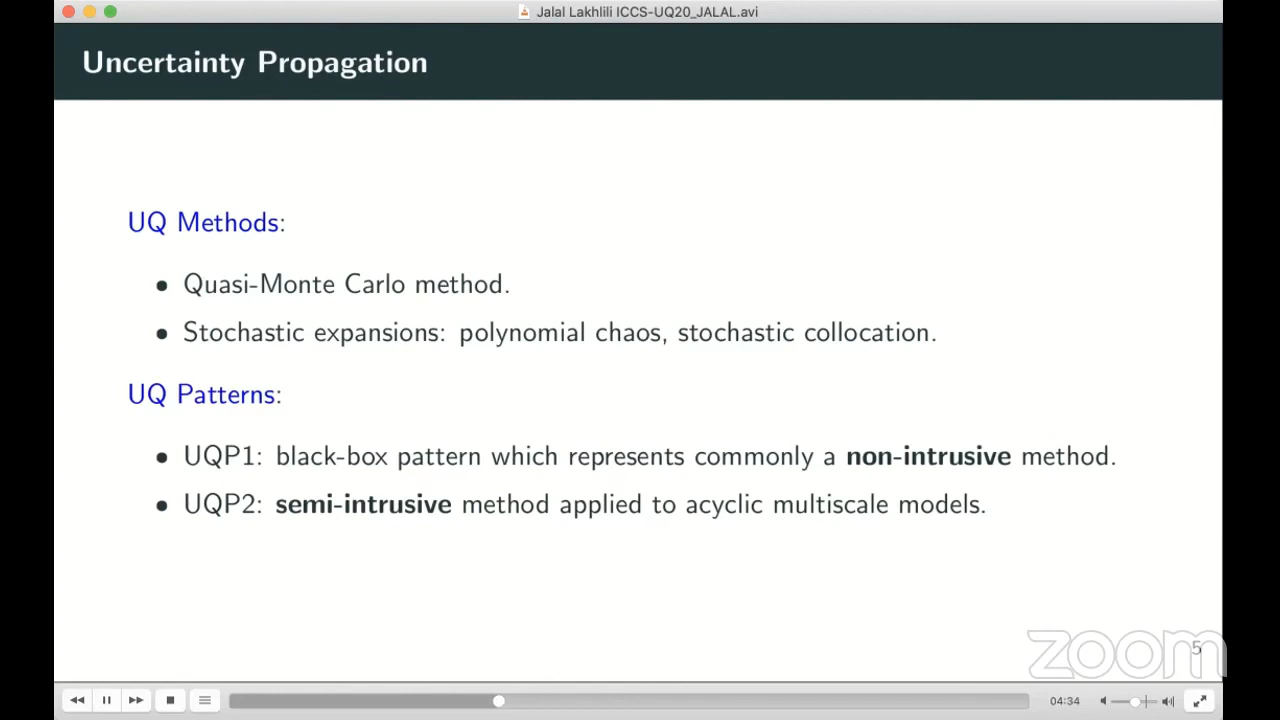 Jalal Lakhlili ICCS-UQ20_JALAL.avi
Uncertainty Propagation
UQ Methods:
• Quasi-Monte Carlo method.
• Stochastic expansions: polynomial chaos, stochastic collocation.
UQ Patterns:
• UQP1: black-box pattern which represents commonly a non-intrusive method.
• UQP2: semi-intrusive method applied to acyclic multiscale models.
zoom
5
04:34